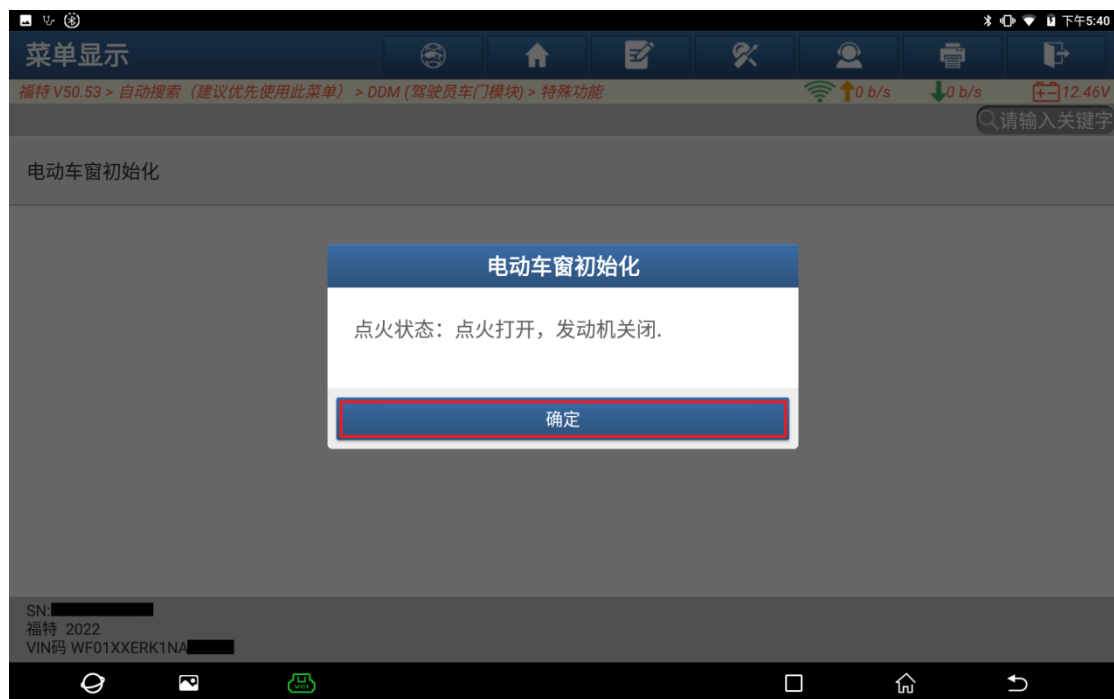 下午5:40
菜单显示
福特 V50.53 > 自动搜索（建议优先使用此菜单） > DDM (驾驶员车门模块) > 特殊功能
0 b/s
0 b/s
12.46V
请输入关键字
电动车窗初始化
电动车窗初始化
点火状态：点火打开，发动机关闭.
确定
SN:
福特 2022
VIN码 WF01XXERK1NA
VCI